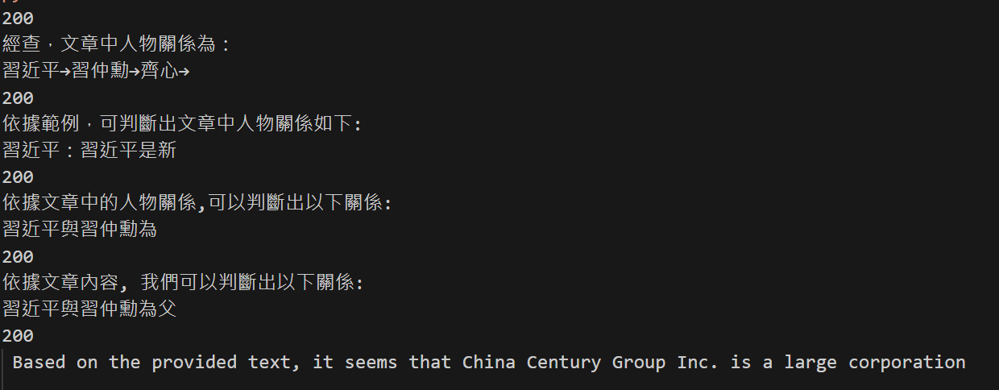 200
經查，文章中人物關係為：
習近平→習仲勳→齊心→
200
依據範例，可判斷出文章中人物關係如下:
習近平：習近平是新
200
依據文章中的人物關係,可以判斷出以下關係:
習近平與習仲勳為
200
依據文章內容, 我們可以判斷出以下關係:
習近平與習仲勳為父
200
Based on the provided text, it seems that China Century Group Inc. is a large corporation